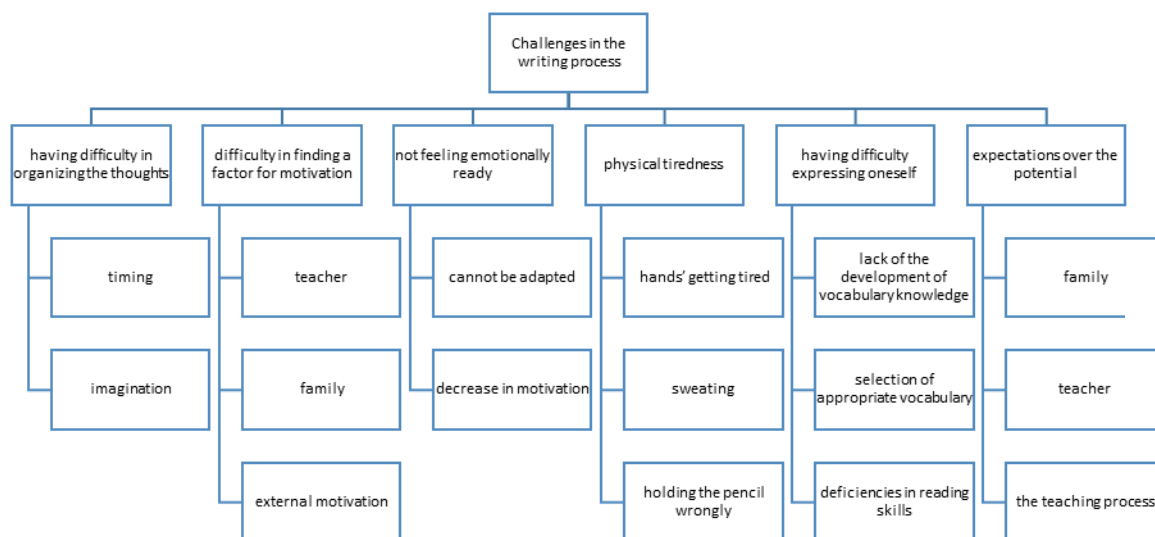 Challenges in the
writing process
having difficulty in
organizing the thoughts
difficulty in finding a
factor for motivation
not feeling emotionally
ready
physical tiredness
having difficulty
expressing oneself
expectations over the
potential
timing
teacher
cannot be adapted
hands' getting tired
lack of the
development of
vocabulary knowledge
family
imagination
family
decrease in motivation
sweating
selection of
appropriate vocabulary
teacher
external motivation
holding the pencil
wrongly
deficiencies in reading
skills
the teaching process